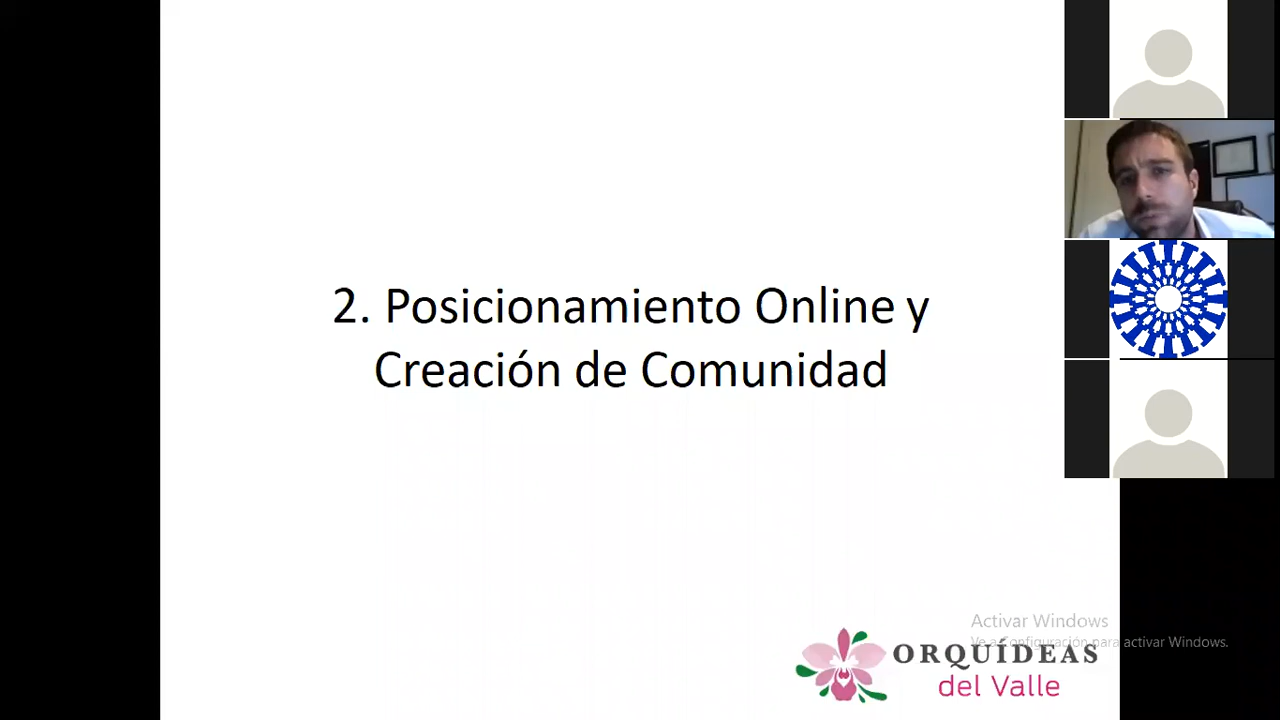 2. Posicionamiento Online y
Creación de Comunidad
Activar Windows
Ve a Configuración para activar Windows.
ORQUÍDEAS
del Valle